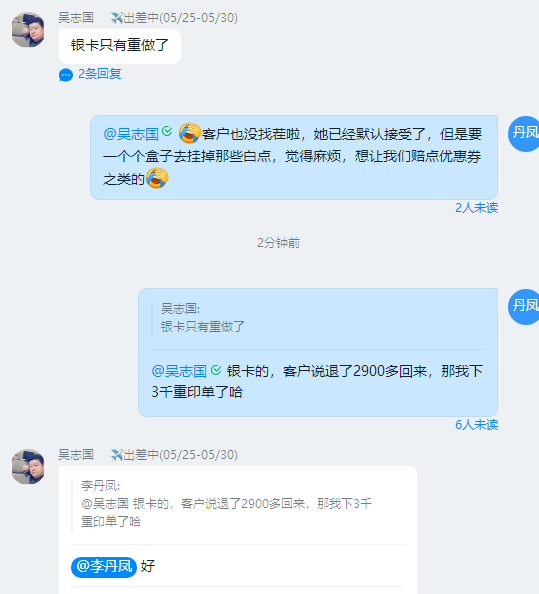 吴志国 ✈️出差中(05/25-05/30)
银卡只有重做了
2条回复
@吴志国 客户也没找茬啦，她已经默认接受了，但是要
一个个盒子去挂掉那些白点，觉得麻烦，想让我们赔点优惠券
之类的
丹凤
2人未读
2分钟前
吴志国:
银卡只有重做了
丹凤
@吴志国 银卡的，客户说退了2900多回来，那我下
3千重印单了哈
6人未读
吴志国 ✈️出差中(05/25-05/30)
李丹凤:
@吴志国 银卡的，客户说退了2900多回来，那我下3千
重印单了哈
@李丹凤 好